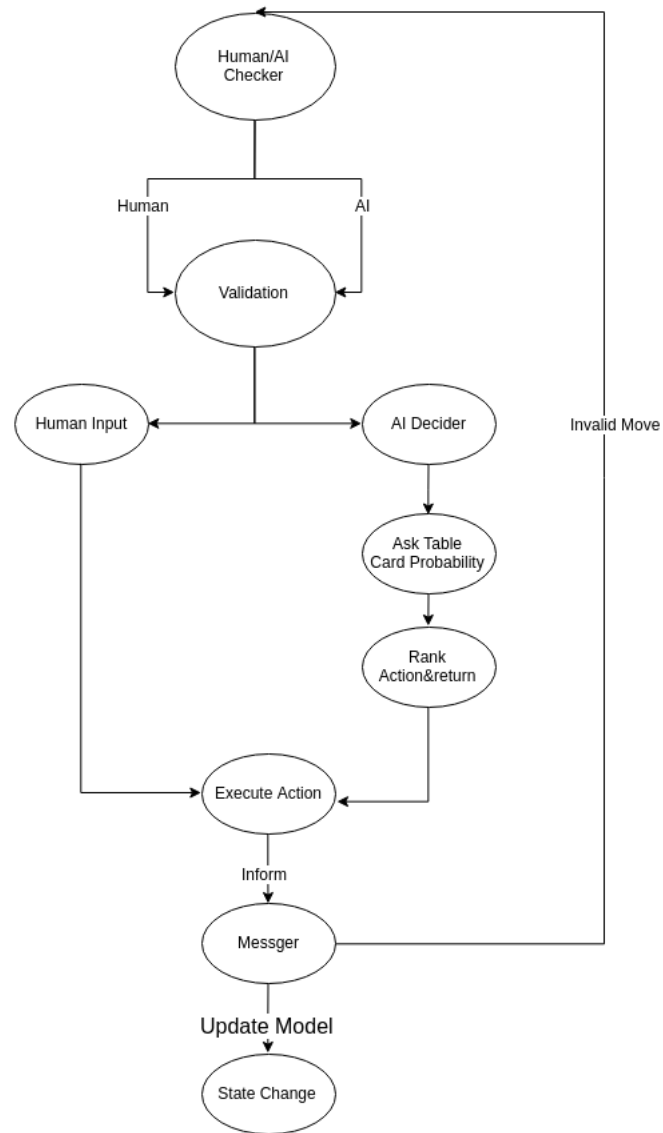 Human/AI
Checker
Human
AI
Validation
Human Input
AI Decider
Invalid Move
Ask Table
Card Probability
Rank
Action&return
Execute Action
Inform
Messger
Update Model
State Change